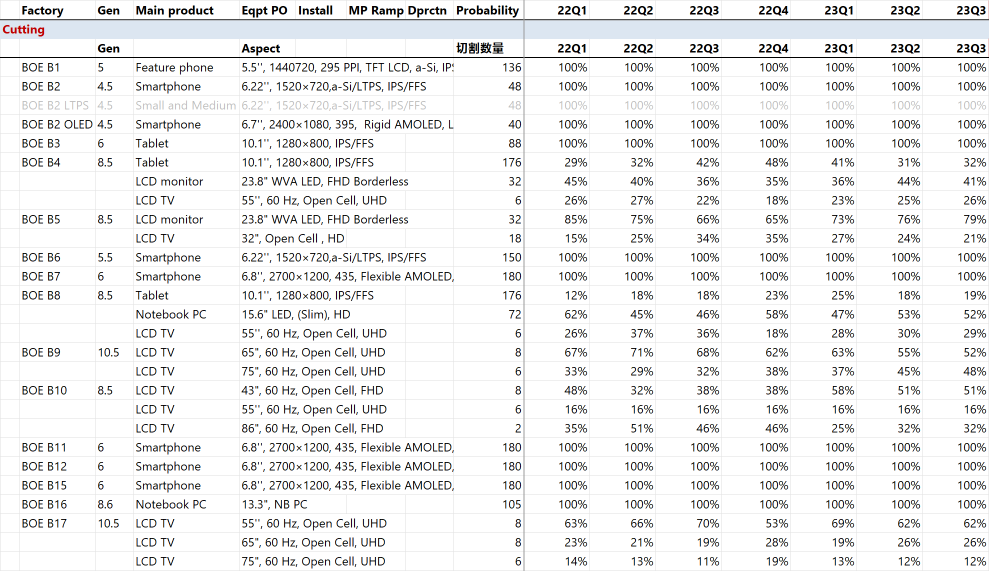 Factory Gen Main product Eqpt PO Install MP Ramp Dprctn Probability 22Q1 22Q2 22Q3 22Q4 23Q1 23Q2 23Q3
Cutting
Gen Aspect 切割数量 22Q1 22Q2 22Q3 22Q4 23Q1 23Q2 23Q3
BOE B1 5 Feature phone 5.5'', 1440720, 295 PPI, TFT LCD, a-Si, IPS 136 100% 100% 100% 100% 100% 100% 100%
BOE B2 4.5 Smartphone 6.22'', 1520×720,a-Si/LTPS, IPS/FFS 48 100% 100% 100% 100% 100% 100% 100%
BOE B2 LTPS 4.5 Small and Medium 6.22'', 1520×720,a-Si/LTPS, IPS/FFS 48 100% 100% 100% 100% 100% 100% 100%
BOE B2 OLED 4.5 Smartphone 6.7'', 2400×1080, 395, Rigid AMOLED, L 40 100% 100% 100% 100% 100% 100% 100%
BOE B3 6 Tablet 10.1'', 1280×800, IPS/FFS 88 100% 100% 100% 100% 100% 100% 100%
BOE B4 8.5 Tablet 10.1'', 1280×800, IPS/FFS 176 29% 32% 42% 48% 41% 31% 32%
LCD monitor 23.8" WVA LED, FHD Borderless 32 45% 40% 36% 35% 36% 44% 41%
LCD TV 55'', 60 Hz, Open Cell, UHD 6 26% 27% 22% 18% 23% 25% 26%
BOE B5 8.5 LCD monitor 23.8" WVA LED, FHD Borderless 32 85% 75% 66% 65% 73% 76% 79%
LCD TV 32", Open Cell , HD 18 15% 25% 34% 35% 27% 24% 21%
BOE B6 5.5 Smartphone 6.22'', 1520×720,a-Si/LTPS, IPS/FFS 150 100% 100% 100% 100% 100% 100% 100%
BOE B7 6 Smartphone 6.8'', 2700×1200, 435, Flexible AMOLED, 180 100% 100% 100% 100% 100% 100% 100%
BOE B8 8.5 Tablet 10.1'', 1280×800, IPS/FFS 176 12% 18% 18% 23% 25% 18% 19%
Notebook PC 15.6" LED, (Slim), HD 72 62% 45% 46% 58% 47% 53% 52%
LCD TV 55'', 60 Hz, Open Cell, UHD 6 26% 37% 36% 18% 28% 30% 29%
BOE B9 10.5 LCD TV 65", 60 Hz, Open Cell, UHD 8 67% 71% 68% 62% 63% 55% 52%
LCD TV 75", 60 Hz, Open Cell, UHD 6 33% 29% 32% 38% 37% 45% 48%
BOE B10 8.5 LCD TV 43", 60 Hz, Open Cell, FHD 8 48% 32% 38% 38% 58% 51% 51%
LCD TV 55'', 60 Hz, Open Cell, UHD 6 16% 16% 16% 16% 16% 16% 16%
LCD TV 86", 60 Hz, Open Cell, FHD 2 35% 51% 46% 46% 25% 32% 32%
BOE B11 6 Smartphone 6.8'', 2700×1200, 435, Flexible AMOLED, 180 100% 100% 100% 100% 100% 100% 100%
BOE B12 6 Smartphone 6.8'', 2700×1200, 435, Flexible AMOLED, 180 100% 100% 100% 100% 100% 100% 100%
BOE B15 6 Smartphone 6.8'', 2700×1200, 435, Flexible AMOLED, 180 100% 100% 100% 100% 100% 100% 100%
BOE B16 8.6 Notebook PC 13.3", NB PC 105 100% 100% 100% 100% 100% 100% 100%
BOE B17 10.5 LCD TV 55'', 60 Hz, Open Cell, UHD 8 63% 66% 70% 53% 69% 62% 62%
LCD TV 65", 60 Hz, Open Cell, UHD 8 23% 21% 19% 28% 19% 26% 26%
LCD TV 75", 60 Hz, Open Cell, UHD 6 14% 13% 11% 19% 13% 12% 12%